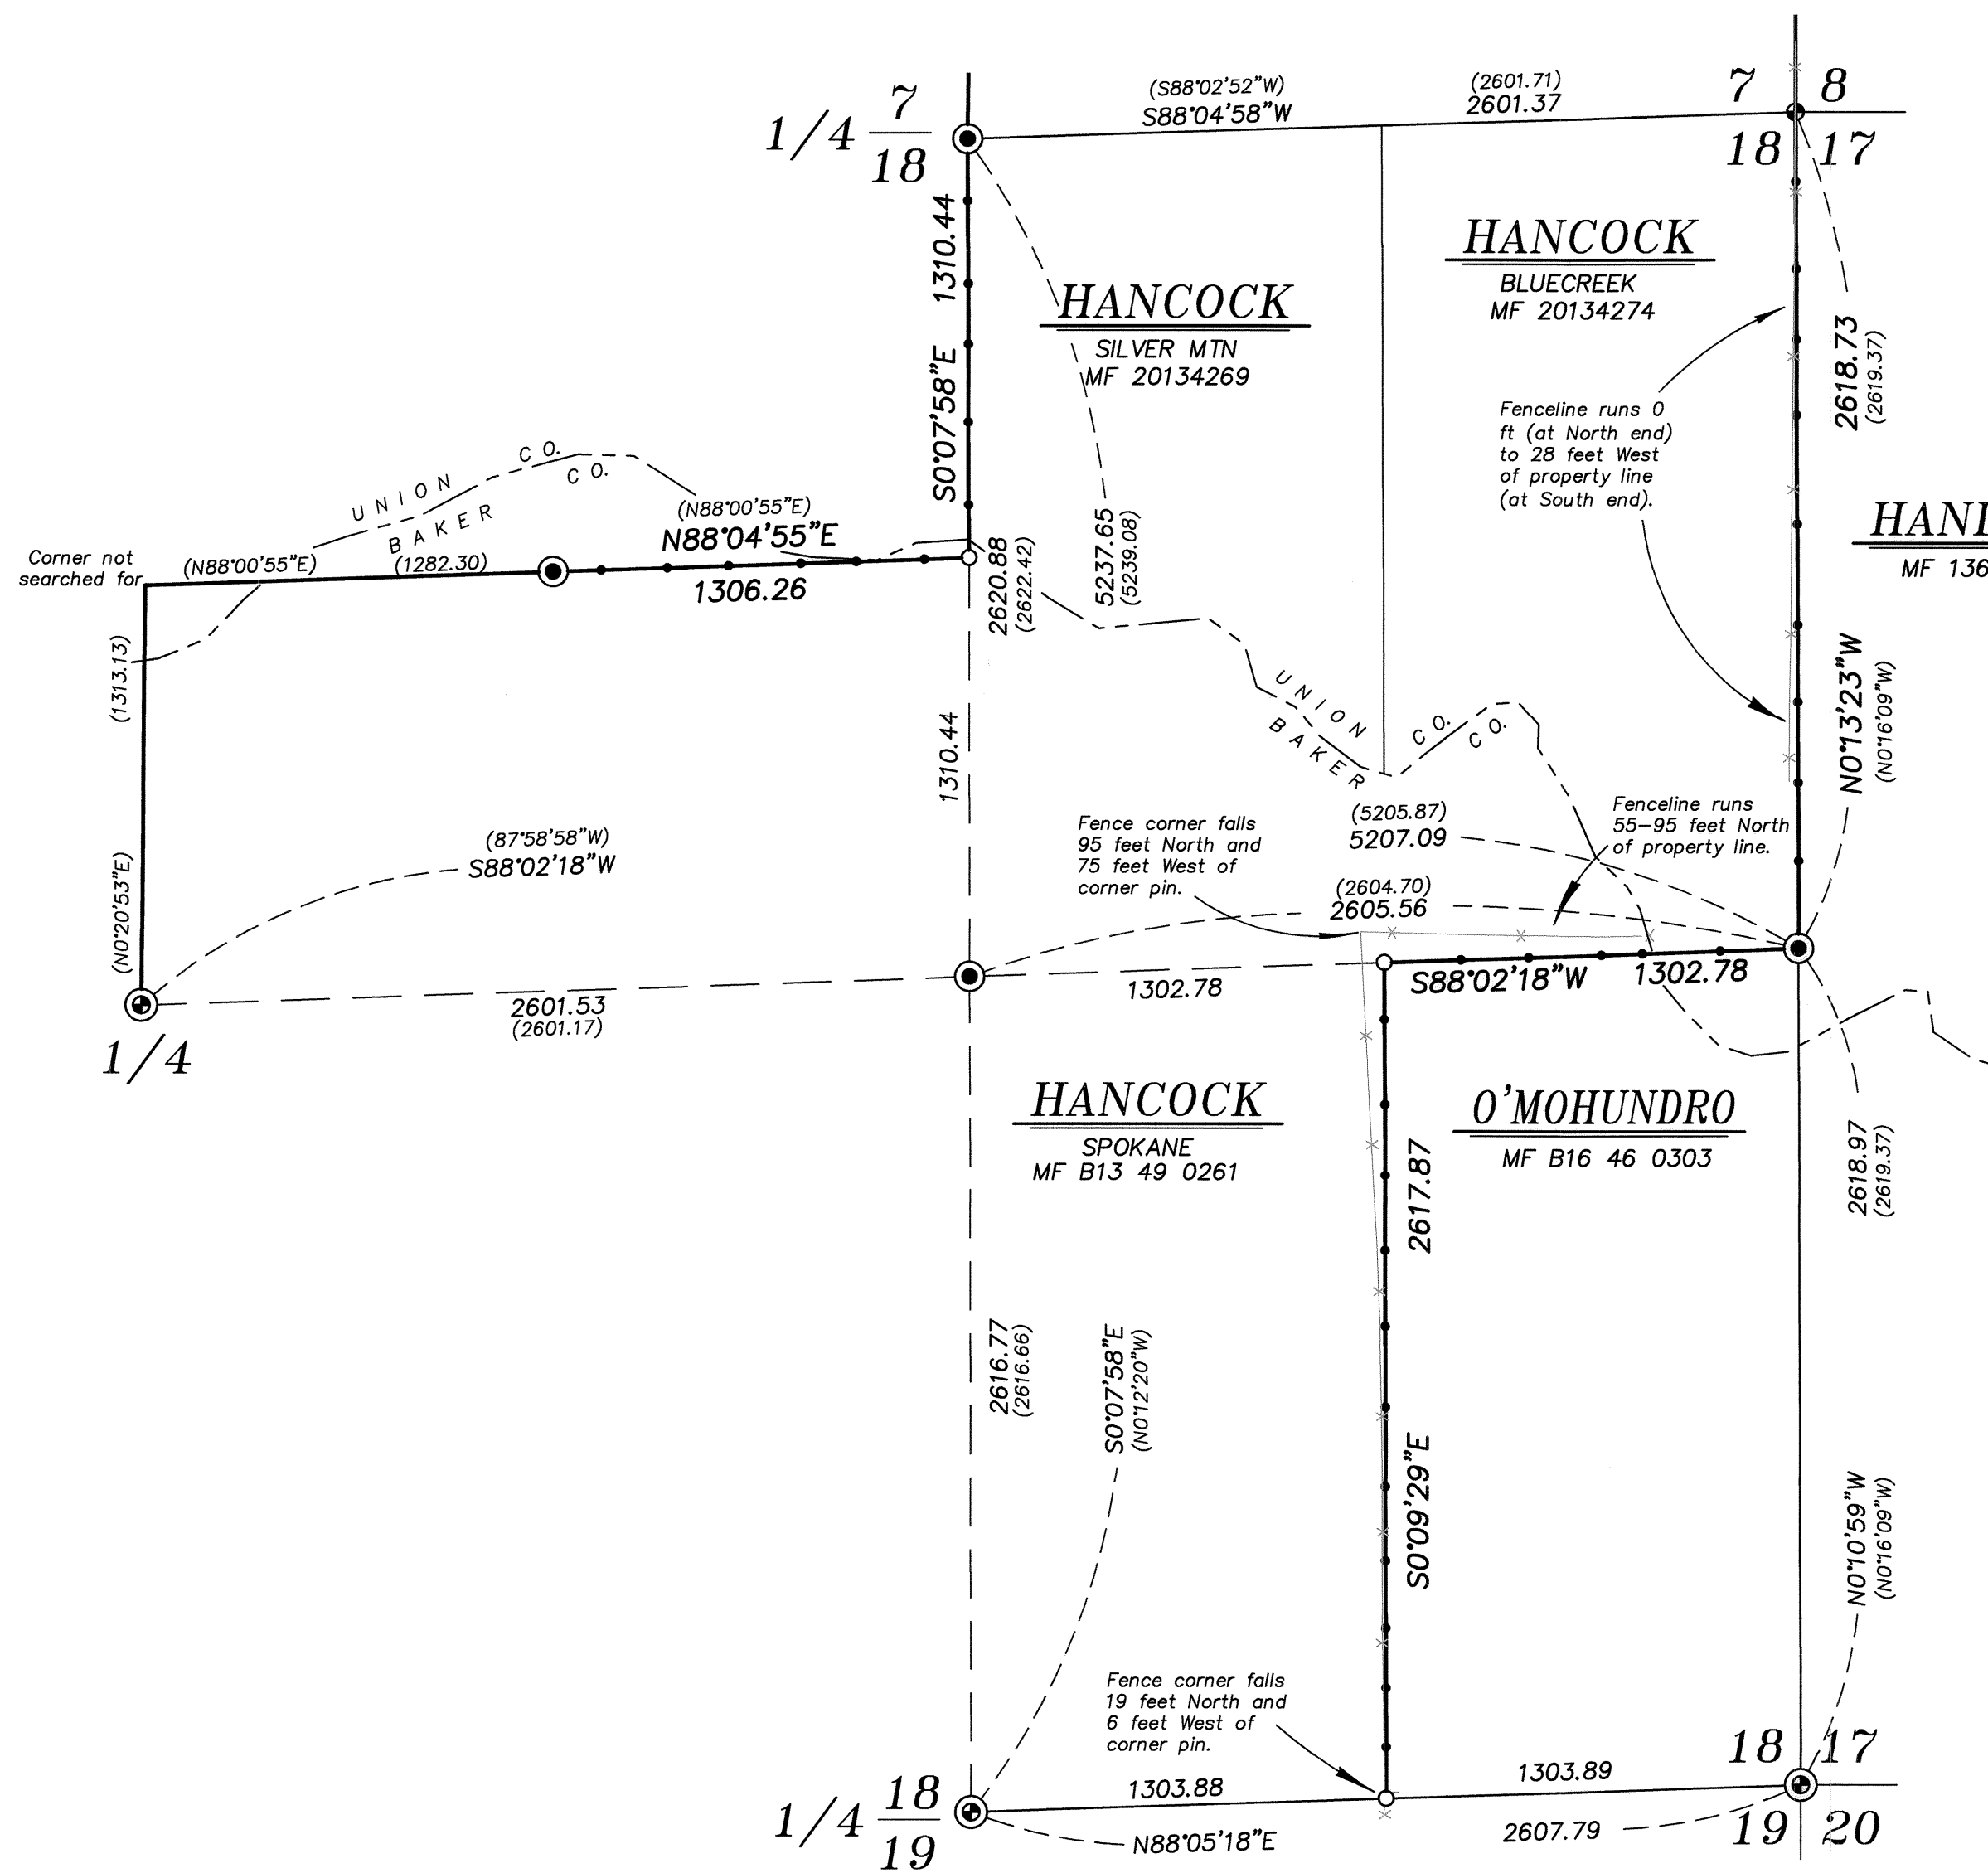 7
1/4
18
(S88°02'52"W)
S88°04'58"W
(2601.71)
2601.37
7 8
18 17
1310.44
S0°07'58"E
HANCOCK
SILVER MTN
MF 20134269
HANCOCK
BLUECREEK
MF 20134274
Fenceline runs 0
ft (at North end)
to 28 feet West
of property line
(at South end).
2618.73
(2619.37)
N0°13'23"W
(N0°16'09"W)
MF 136
UNION CO.
BAKER CO.
Corner not
searched for
(N88°00'55"E)
(1282.30)
(N88°00'55"E)
N88°04'55"E
1306.26
2620.88
(2622.42)
5237.65
(5239.08)
(1313.13)
(N0°20'53"E)
1310.44
UNION CO.
BAKER CO.
(87°58'58"W)
S88°02'18"W
Fence corner falls
95 feet North and
75 feet West of
corner pin.
(5205.87)
5207.09
(2604.70)
2605.56
Fenceline runs
55-95 feet North
of property line.
1/4
2601.53
(2601.17)
1302.78
S88°02'18"W
1302.78
HANCOCK
SPOKANE
MF B13 49 0261
O'MOHUNDRO
MF B16 46 0303
2617.87
S0°09'29"E
2618.97
(2619.37)
2616.77
(2616.66)
S0°07'58"E
(N0°12'20"W)
N0°10'59"W
(N0°16'09"W)
Fence corner falls
19 feet North and
6 feet West of
corner pin.
18
1/4
19
1303.88
N88°05'18"E
1303.89
2607.79
18 17
19 20